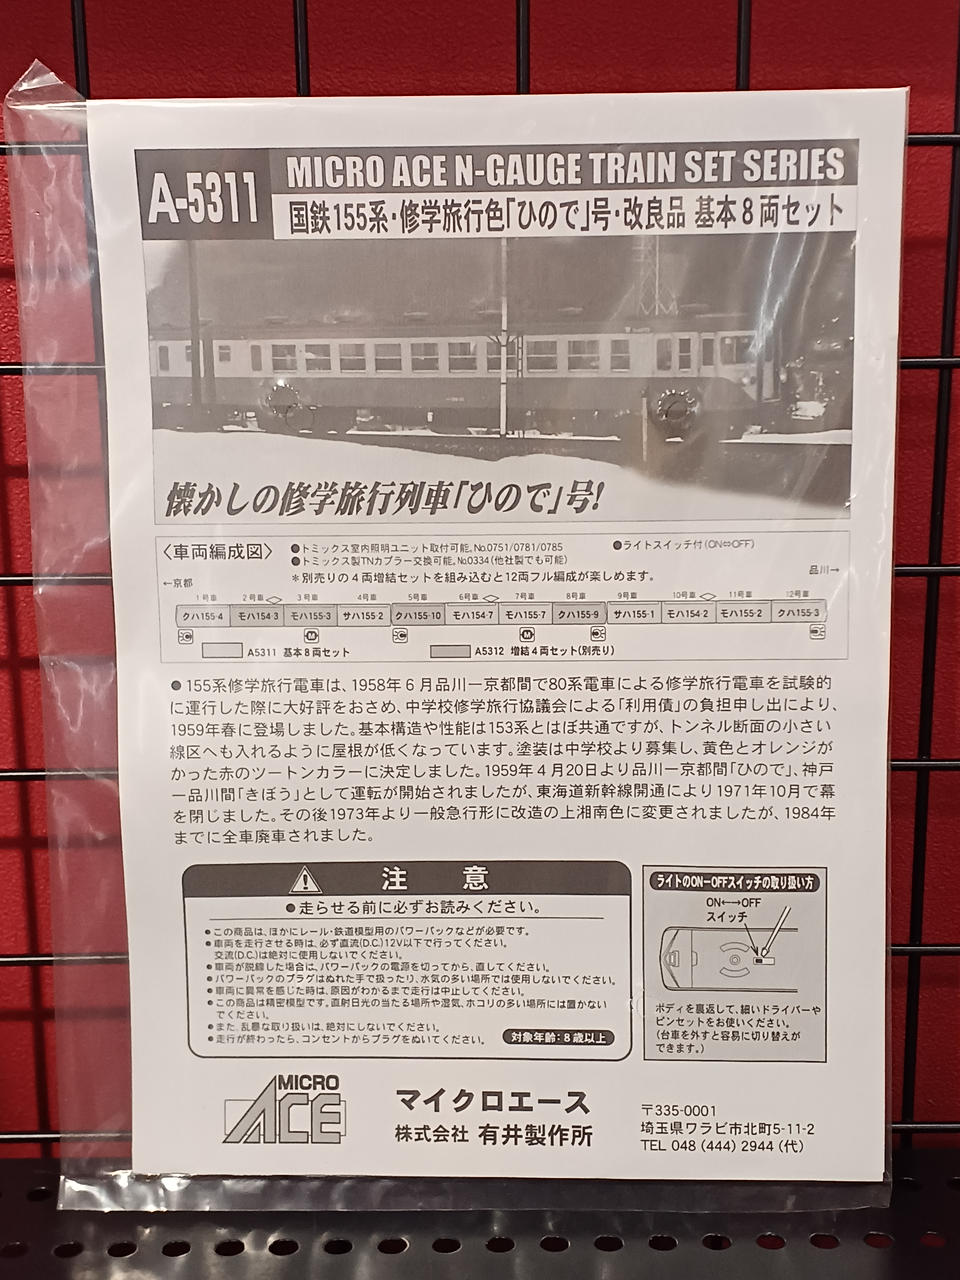 A-5311
MICRO ACE N-GAUGE TRAIN SET SERIES
国鉄155系・修学旅行色「ひので」号・改良品 基本8両セット
懐かしの修学旅行列車「ひので」号!
〈車両編成図〉
●トミックス室内照明ユニット取付可能。No.0751/0781/0785
●ライトスイッチ付(ON⇔OFF)
●トミックス製TNカプラー交換可能。No.0334(他社製でも可能)
＊別売りの4両増結セットを組み込むと12両フル編成が楽しめます。
←京都
品川→
1号車 2号車 3号車 4号車 5号車 6号車 7号車 8号車 9号車 10号車 11号車 12号車
クハ155-4 モハ154-3 モハ155-3 サハ155-2 クハ155-10 モハ154-7 モハ155-7 クハ155-9 サハ155-1 モハ154-2 モハ155-2 クハ155-3
A5311 基本8両セット
A5312 増結4両セット(別売り)
●155系修学旅行電車は、1958年6月品川ー京都間で80系電車による修学旅行電車を試験的
に運行した際に大好評をおさめ、中学校修学旅行協議会による「利用債」の負担申し出により、
1959年春に登場しました。基本構造や性能は153系とほぼ共通ですが、トンネル断面の小さい
線区へも入れるように屋根が低くなっています。塗装は中学校より募集し、黄色とオレンジが
かった赤のツートンカラーに決定しました。1959年4月20日より品川ー京都間「ひので」、神戸
ー品川間「きぼう」として運転が開始されましたが、東海道新幹線開通により1971年10月で幕
を閉じました。その後1973年より一般急行形に改造の上湘南色に変更されましたが、1984年
までに全車廃車されました。
注 意
●走らせる前に必ずお読みください。
●この商品は、ほかにレール・鉄道模型用のパワーパックなどが必要です。
●車両を走行させる時は、必ず直流(D.C.)12V以下で行ってください。
交流(D.C.)は絶対に使用しないでください。
●車両が脱線した場合は、パワーパックの電源を切ってから、直してください。
●パワーパックのプラグはぬれた手で扱ったり、水気の多い場所では使用しないでください。
●車両に異常を感じた時は、原因がわかるまで走行は中止してください。
●この商品は精密模型です。直射日光の当たる場所や湿気、ホコリの多い場所には置かない
でください。
●また、乱暴な取り扱いは、絶対にしないでください。
●走行が終わったら、コンセントからプラグをぬいてください。
対象年齢:8歳以上
ライトのON-OFFスイッチの取り扱い方
ON←→OFF
スイッチ
ボディを裏返して、細いドライバーや
ピンセットをお使いください。
(台車を外すと容易に切り替えが
できます。)
MICRO
ACE
マイクロエース
株式会社 有井製作所
〒335-0001
埼玉県ワラビ市北町5-11-2
TEL 048 (444) 2944 (代)